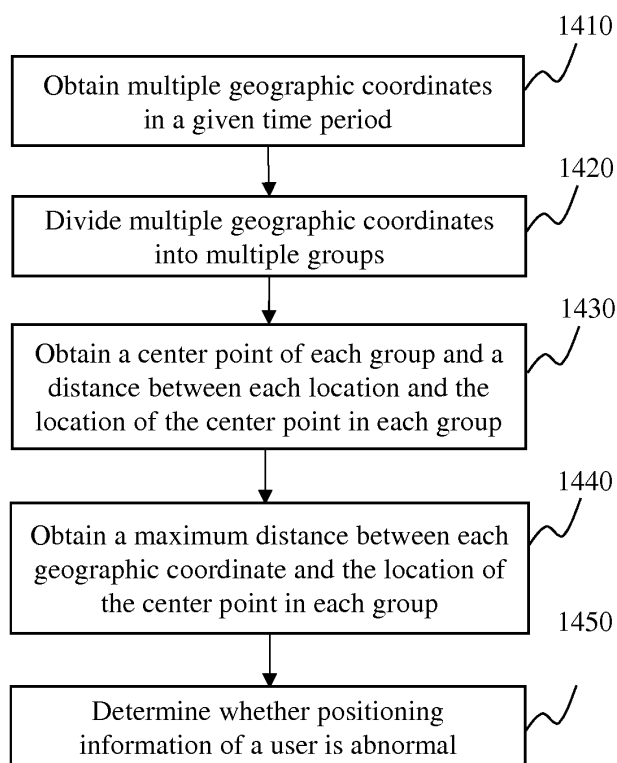 1410
Obtain multiple geographic coordinates
in a given time period
1420
Divide multiple geographic coordinates
into multiple groups
1430
Obtain a center point of each group and a
distance between each location and the
location of the center point in each group
1440
Obtain a maximum distance between each
geographic coordinate and the location of
the center point in each group
1450
Determine whether positioning
information of a user is abnormal